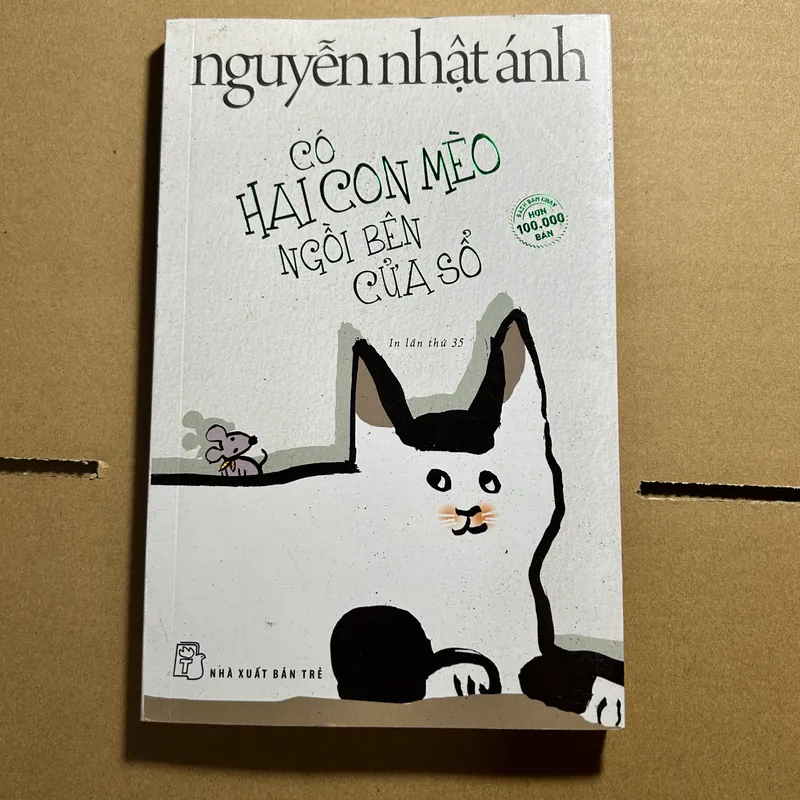 nguyễn nhật ánh
CÓ
HAI CON MÈO
NGỒI BÊN
CỬA SỔ
SÁCH BÁN CHẠY
HƠN
100.000
BẢN
In lần thứ 35
NHÀ XUẤT BẢN TRẺ